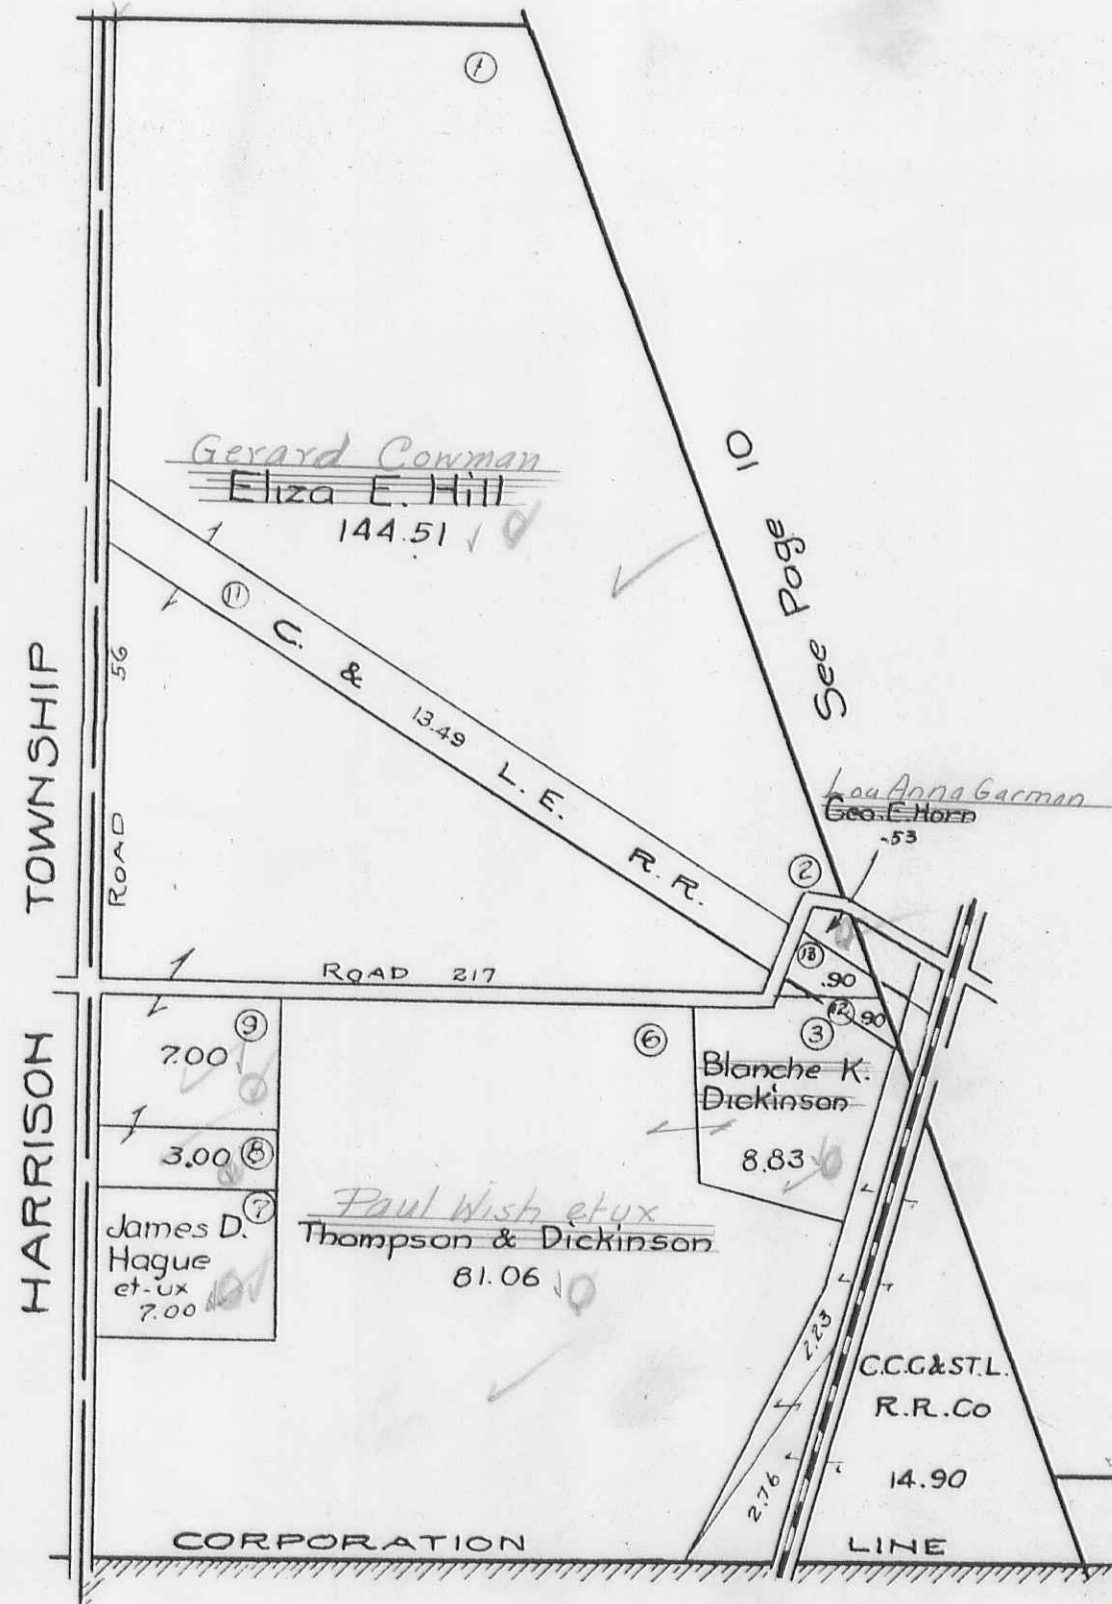 1
Gerard Cowman
Eliza E. Hill
144.51
10
See Page
11
C. & L. E. R. R.
13.49
TOWNSHIP
ROAD 56
Lou Anna Garman
Geo. E. Horn
.53
2
13
.90
ROAD 217
12
.90
3
9
7.00
6
Blanche K.
Dickinson
8.83
HARRISON
3.00
8
7
James D.
Hague
et-ux
7.00
Paul Wish et ux
Thompson & Dickinson
81.06
2.23
C.C.C.&ST.L.
R.R.Co
14.90
2.76
CORPORATION LINE